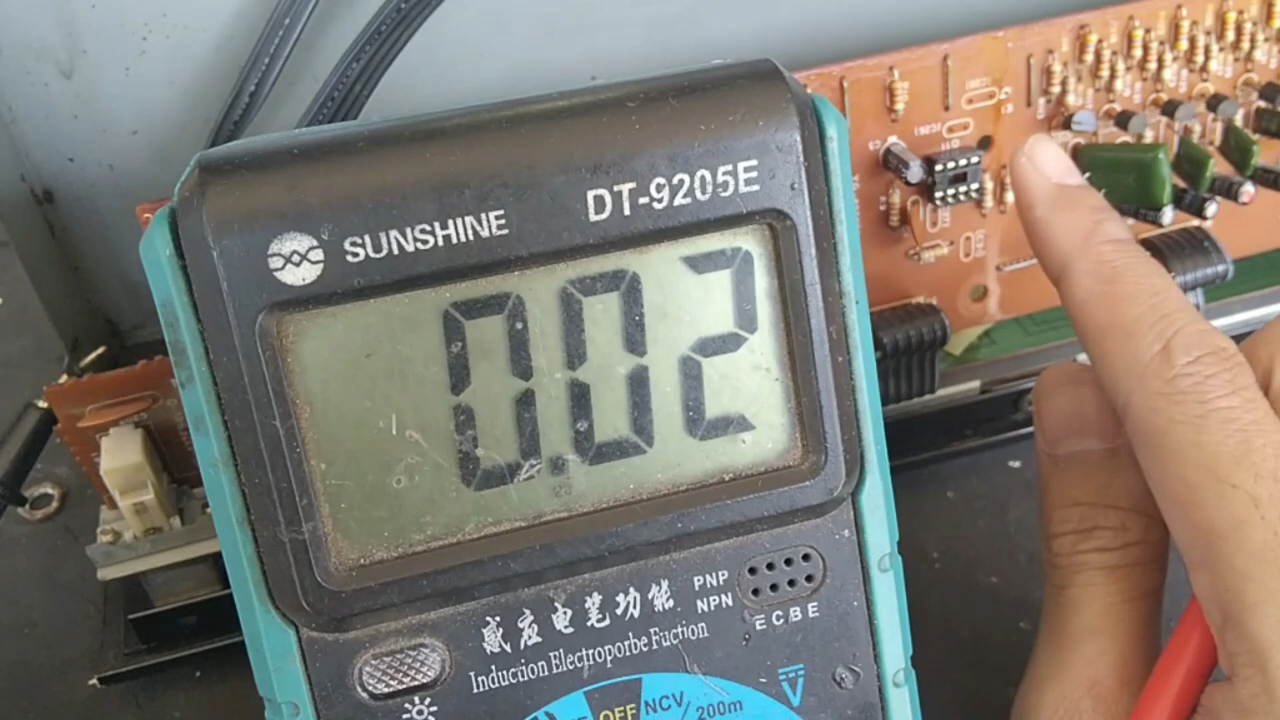 SUNSHINE
DT-9205E
0.02
PNP
NPN
E C B E
感应电笔功能
Induction Electroporbe Fuction
OFF
NCV
200m
V